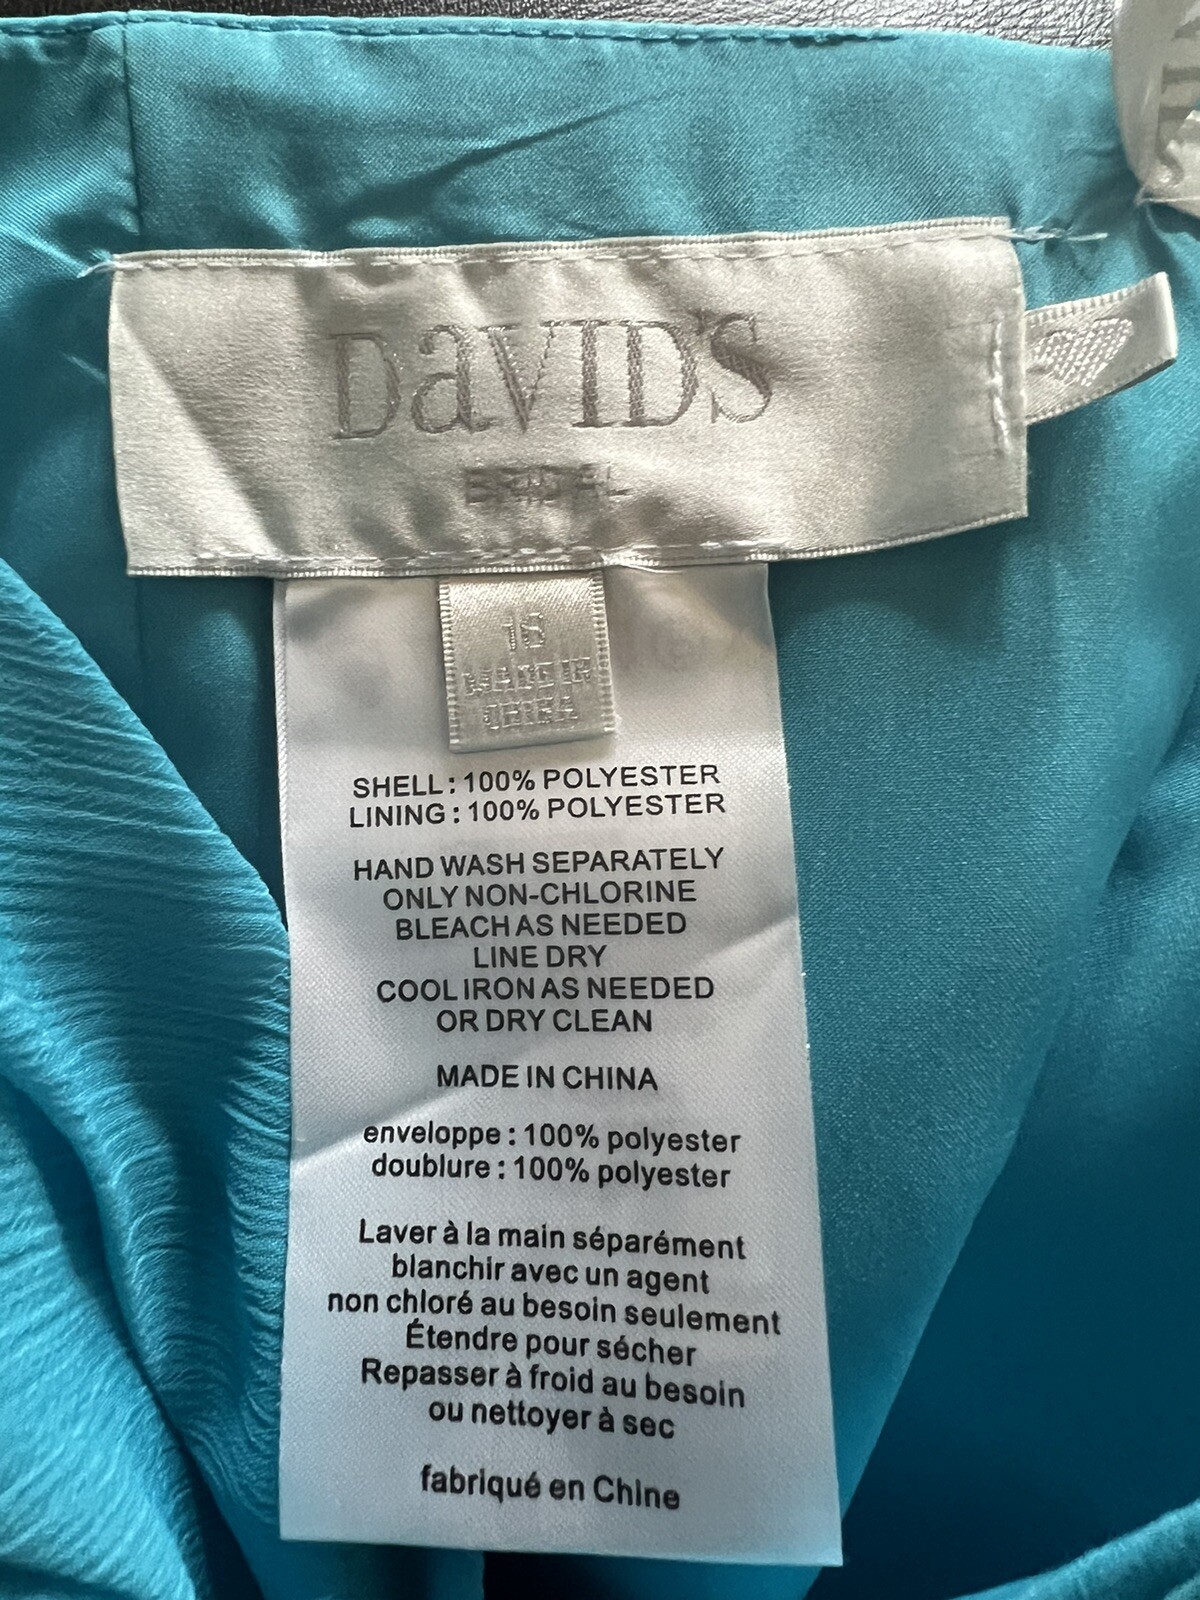 DaVID'S
BRIDAL
MADE IN
CHINA
SHELL : 100% POLYESTER
LINING : 100% POLYESTER
HAND WASH SEPARATELY
ONLY NON-CHLORINE
BLEACH AS NEEDED
LINE DRY
COOL IRON AS NEEDED
OR DRY CLEAN
MADE IN CHINA
enveloppe : 100% polyester
doublure : 100% polyester
Laver à la main séparément
blanchir avec un agent
non chloré au besoin seulement
Étendre pour sécher
Repasser à froid au besoin
ou nettoyer à sec
fabriqué en Chine